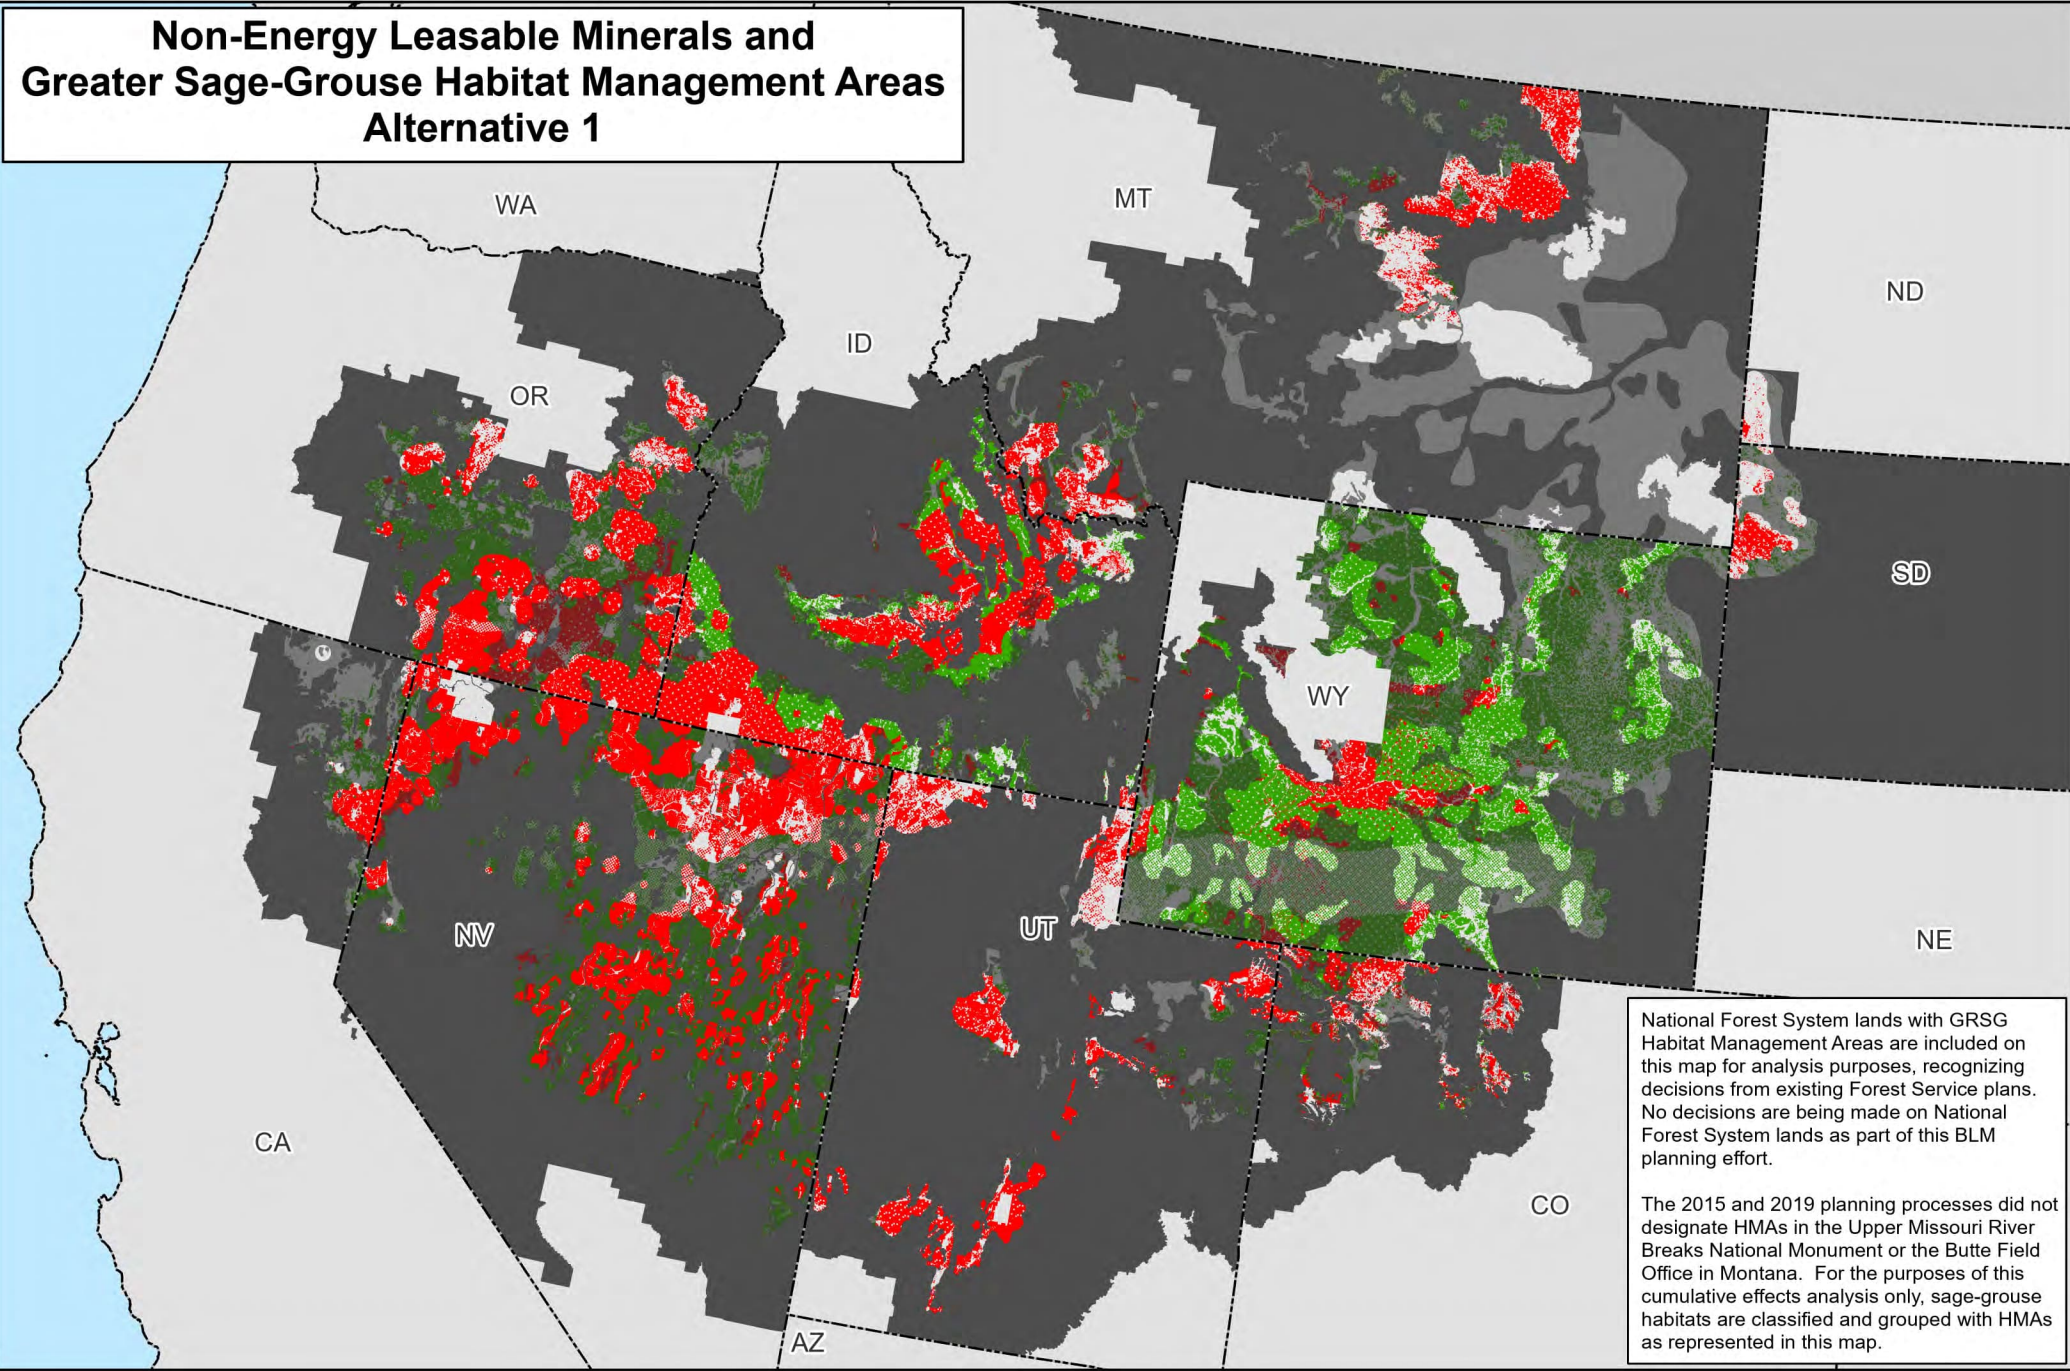 Non-Energy Leasable Minerals and
Greater Sage-Grouse Habitat Management Areas
Alternative 1
WA
MT
ND
ID
OR
SD
WY
NV
UT
NE
CA
CO
AZ
National Forest System lands with GRSG
Habitat Management Areas are included on
this map for analysis purposes, recognizing
decisions from existing Forest Service plans.
No decisions are being made on National
Forest System lands as part of this BLM
planning effort.
The 2015 and 2019 planning processes did not
designate HMAs in the Upper Missouri River
Breaks National Monument or the Butte Field
Office in Montana.  For the purposes of this
cumulative effects analysis only, sage-grouse
habitats are classified and grouped with HMAs
as represented in this map.